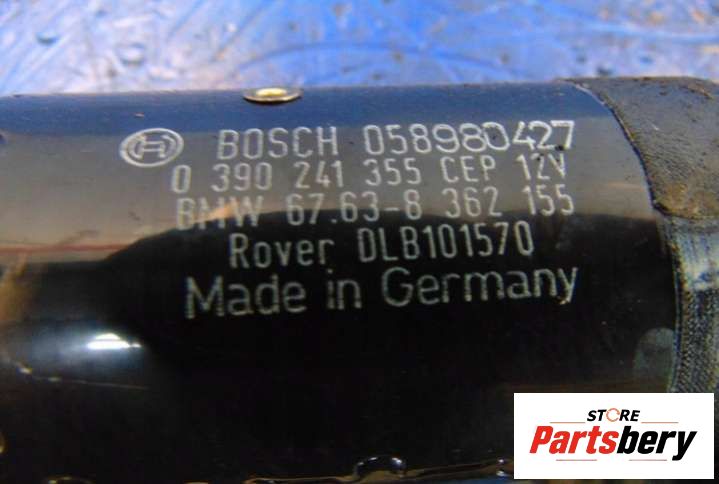 BOSCH 058980427
0 390 241 355 CEP 12V
BMW 67.63-8 362 155
Rover DLB101570
Made in Germany
STORE
Partsbery